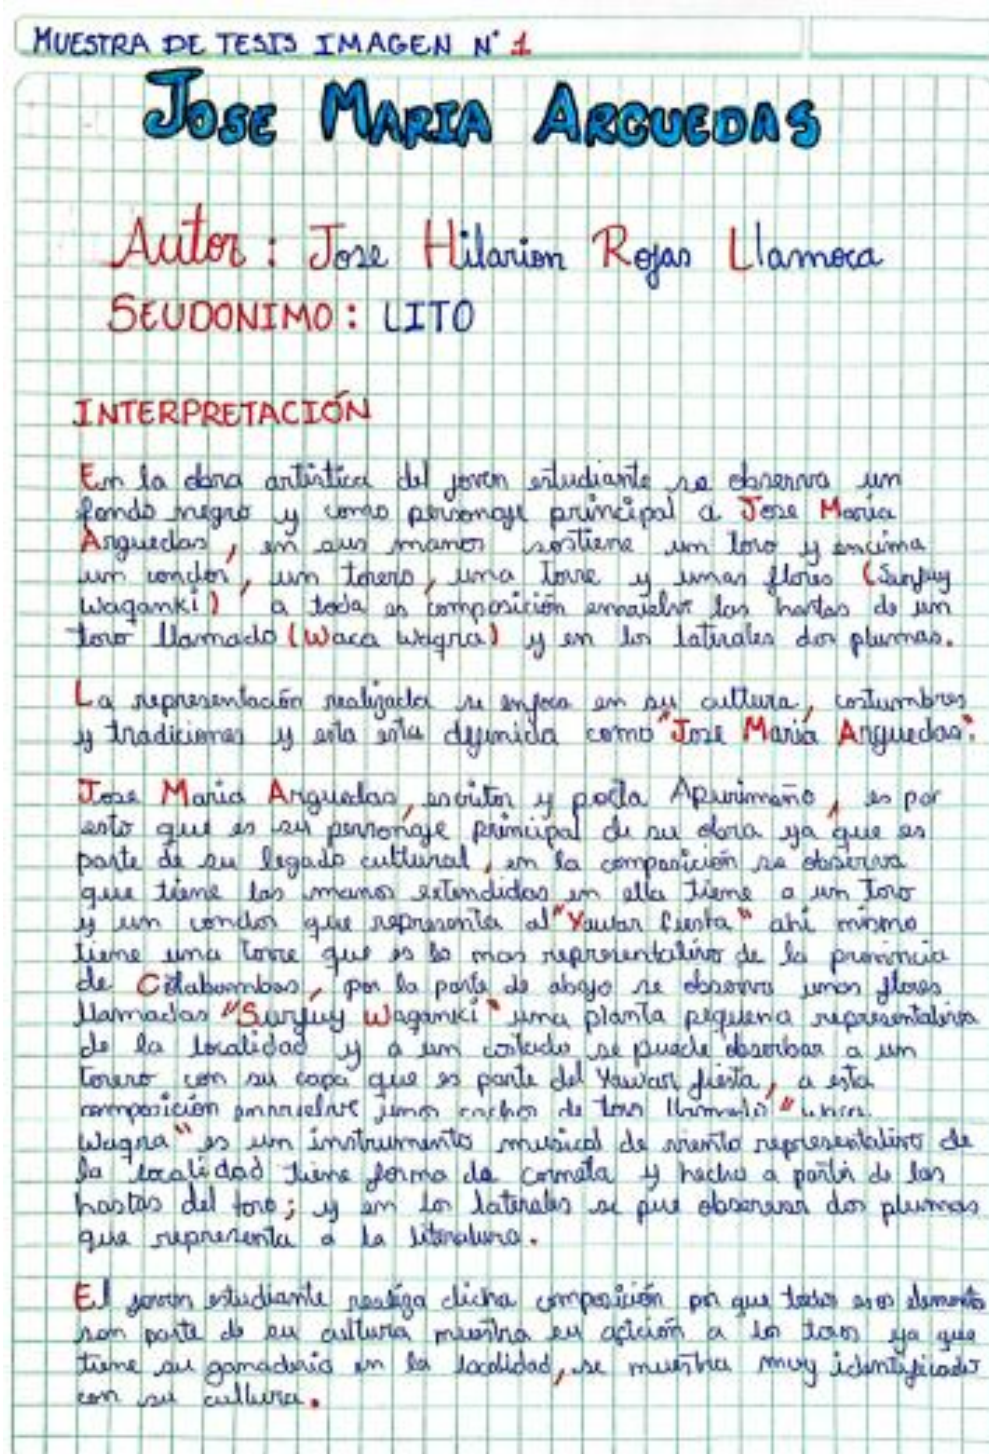 MUESTRA DE TESIS IMAGEN N° 1
JOSE MARIA ARGUEDAS
Autor: Jose Hilarion Rojas Llamoca
SEUDONIMO: LITO
INTERPRETACIÓN
En la obra artistica del joven estudiante se observa un
fondo negro y como personaje principal a Jose Maria
Arguedas, en sus manos sostiene un toro y encima
un condor, un torero, una torre y unas flores (Sunfuy
Waganki) a toda as composición envuelve las hastas de un
toro llamado (Waca Wagra) y en los laterales dos plumas.
La representación realizada se enfoca en su cultura, costumbres
y tradiciones y esta esta definida como "Jose Maria Arguedas".
Jose Maria Arguedas, escritor y poeta Apurimeño, es por
esto que es su personaje principal de su obra ya que es
parte de su legado cultural, en la composición se observa
que tiene las manos extendidas en ella tiene a un Toro
y un condor que representa al "Yawar fiesta" ahi mismo
tiene una torre que es lo mas representativo de la provincia
de Cotabambas, por la parte de abajo se observa unas flores
llamadas "Sunfuy Waganki" una planta pequeña representativa
de la localidad y a un costado se puede obserbar a un
torero con su capa que es parte del Yawar fiesta, a esta
composición envuelve unos cachos de toro llamado "waca
Wagra" es un instrumento musical de viento representativo de
la localidad tiene forma de corneta y hecho a partir de las
hastas del toro; y en los laterales se pue observar dos plumas
que representa a la literatura.
El joven estudiante realiza dicha composición por que todos esos elementos
son parte de su cultura muestra su afición a los toros ya que
tiene su ganaderia en la localidad, se muestra muy identificado
con su cultura.